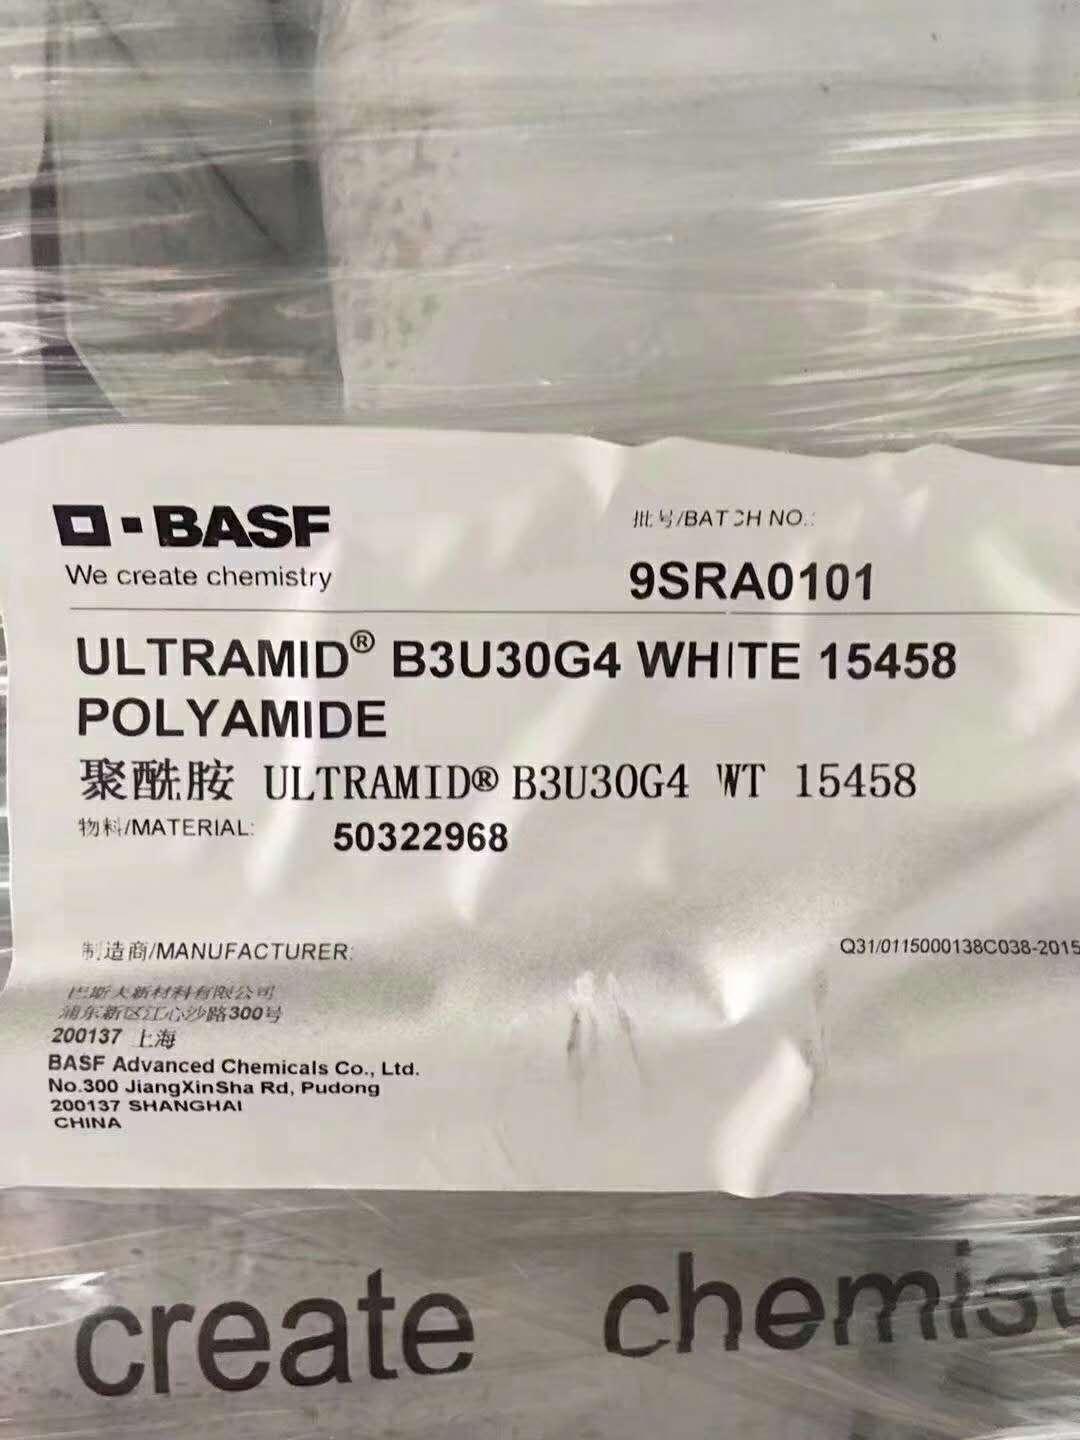 BASF
We create chemistry
批号/BATCH NO.:
9SRA0101
ULTRAMID® B3U30G4 WHITE 15458
POLYAMIDE
聚酰胺 ULTRAMID® B3U30G4 WT 15458
物料/MATERIAL: 50322968
制造商/MANUFACTURER:
Q31/0115000138C038-2015
巴斯夫新材料有限公司
浦东新区江心沙路300号
200137 上海
BASF Advanced Chemicals Co., Ltd.
No.300 JiangXinSha Rd, Pudong
200137 SHANGHAI
CHINA
create chemist